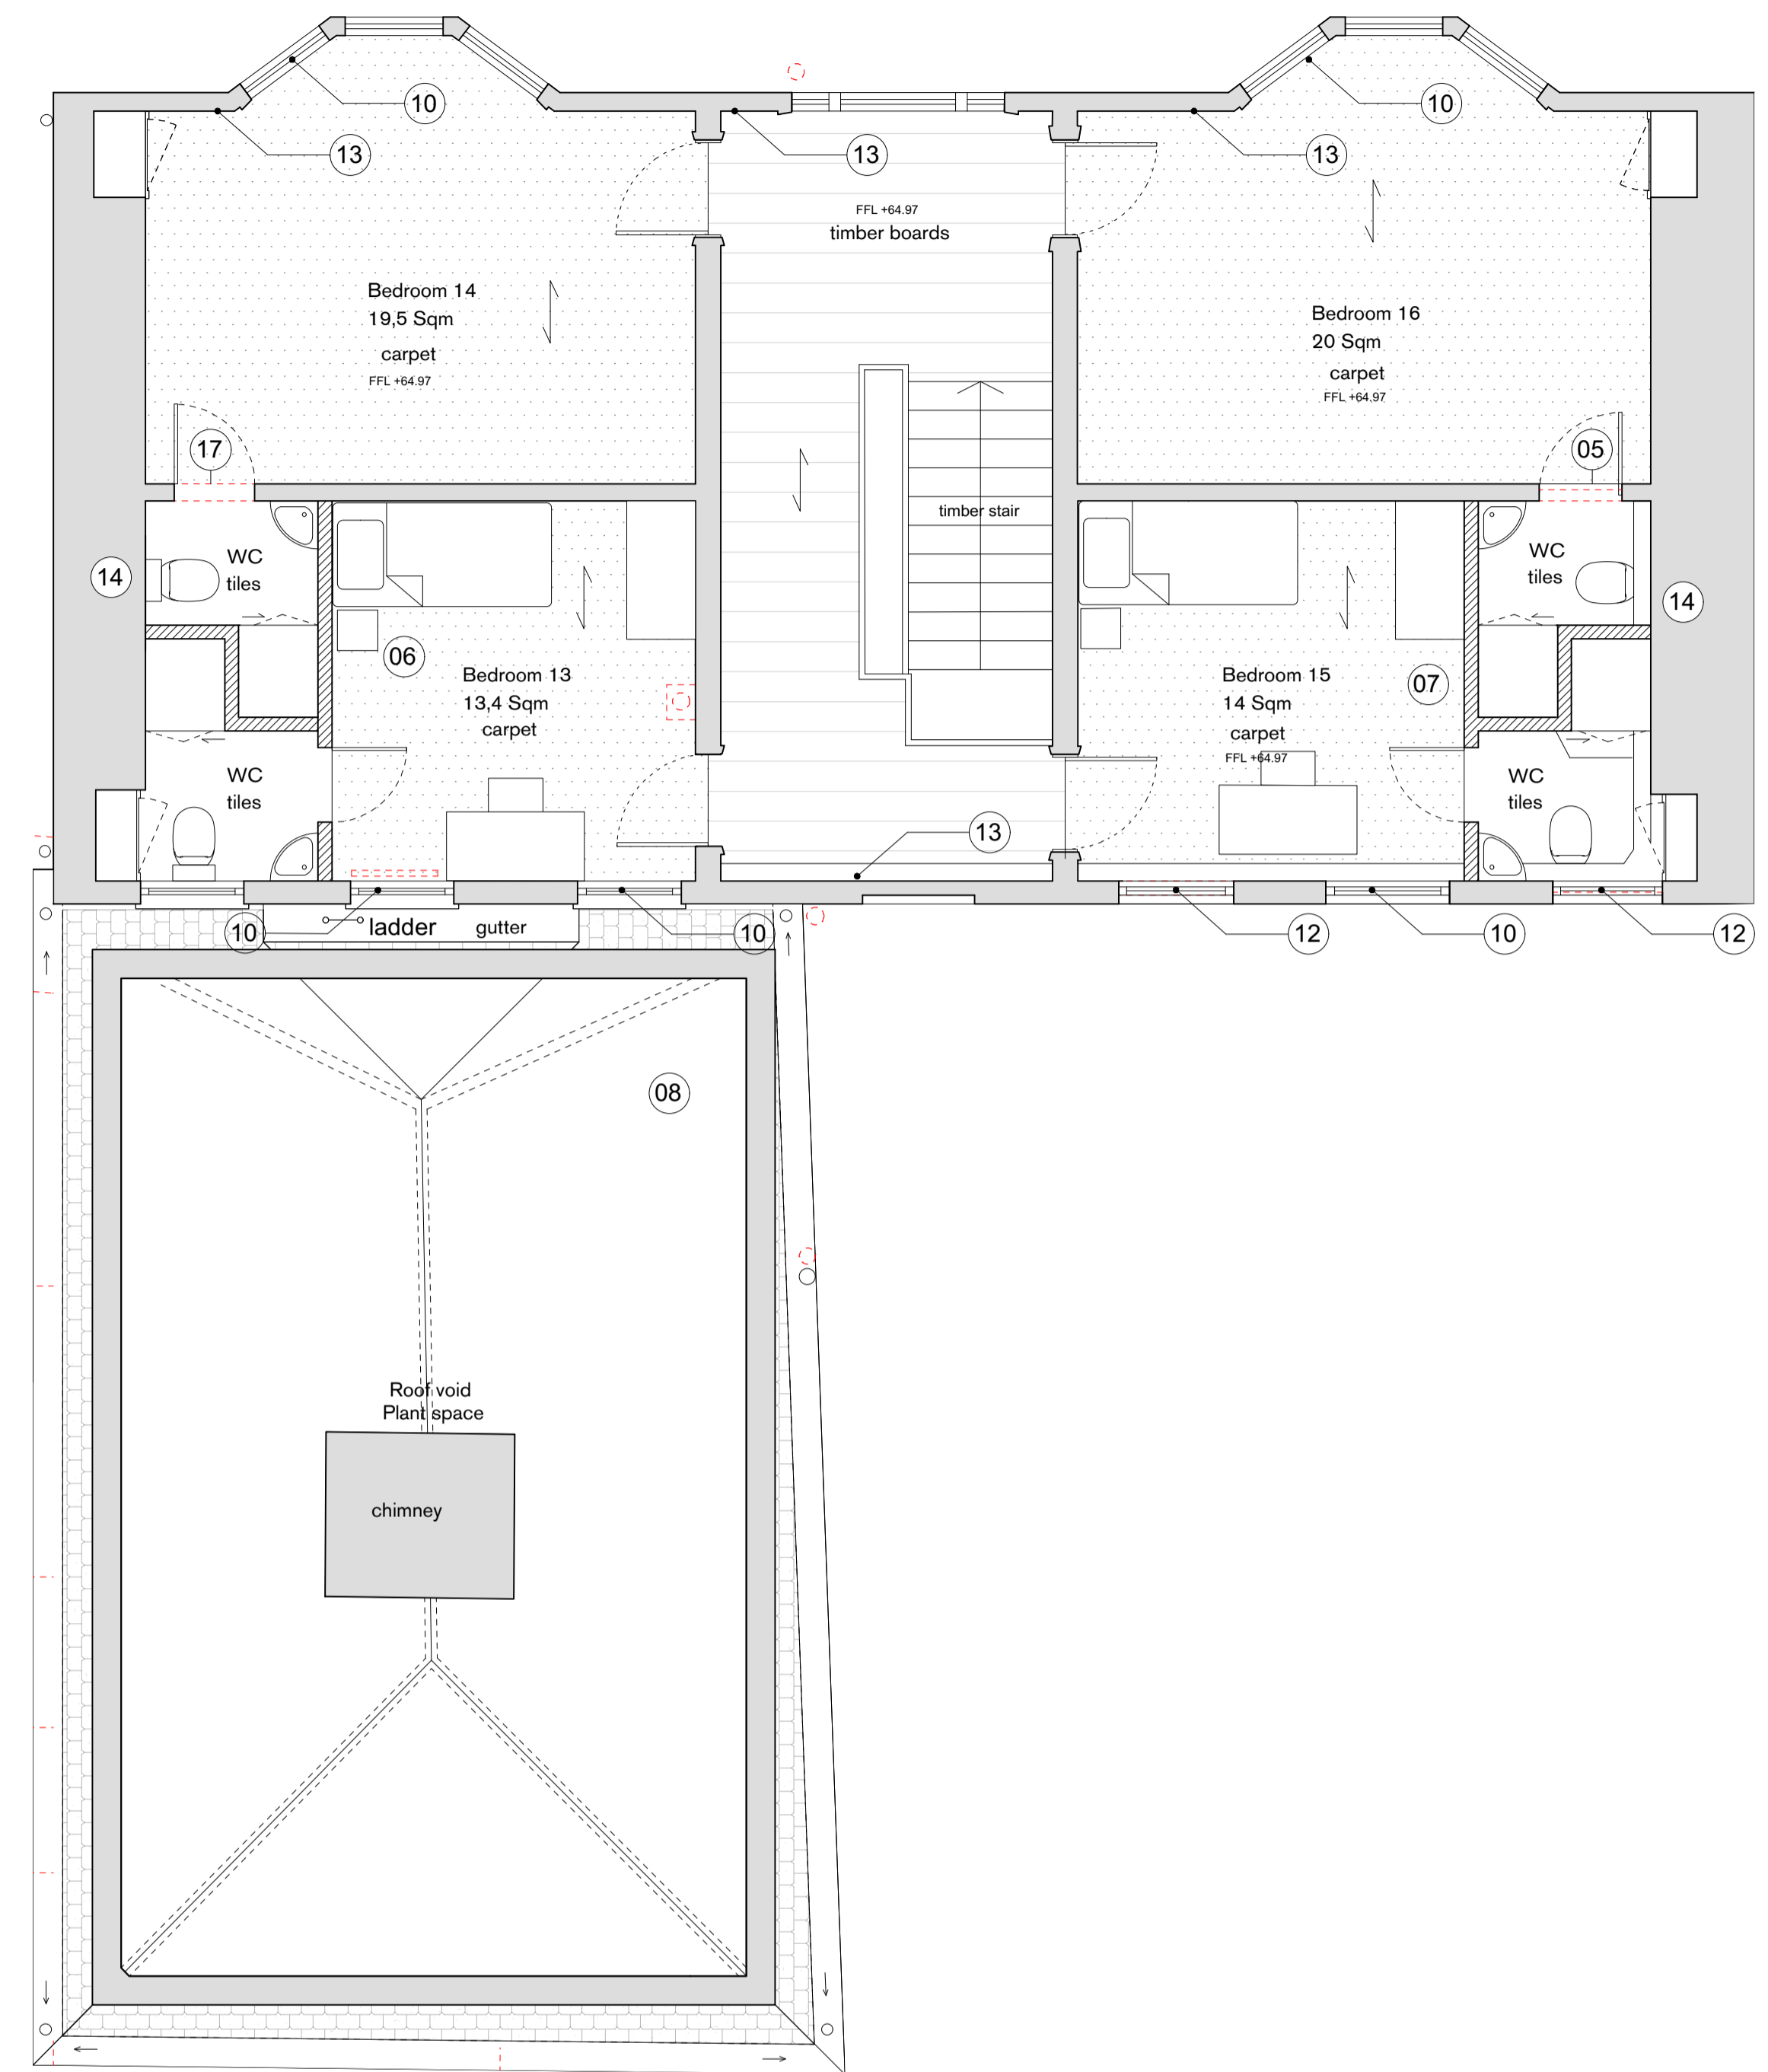 10
10
13
13
13
FFL +64.97
timber boards
Bedroom 14
19,5 Sqm
carpet
FFL +64.97
Bedroom 16
20 Sqm
carpet
FFL +64.97
17
05
timber stair
WC
tiles
14
WC
tiles
14
06
Bedroom 13
13,4 Sqm
carpet
Bedroom 15
14 Sqm
carpet
FFL +64.97
07
WC
tiles
WC
tiles
13
10
ladder
gutter
10
12
10
12
08
Roof void
Plant space
chimney